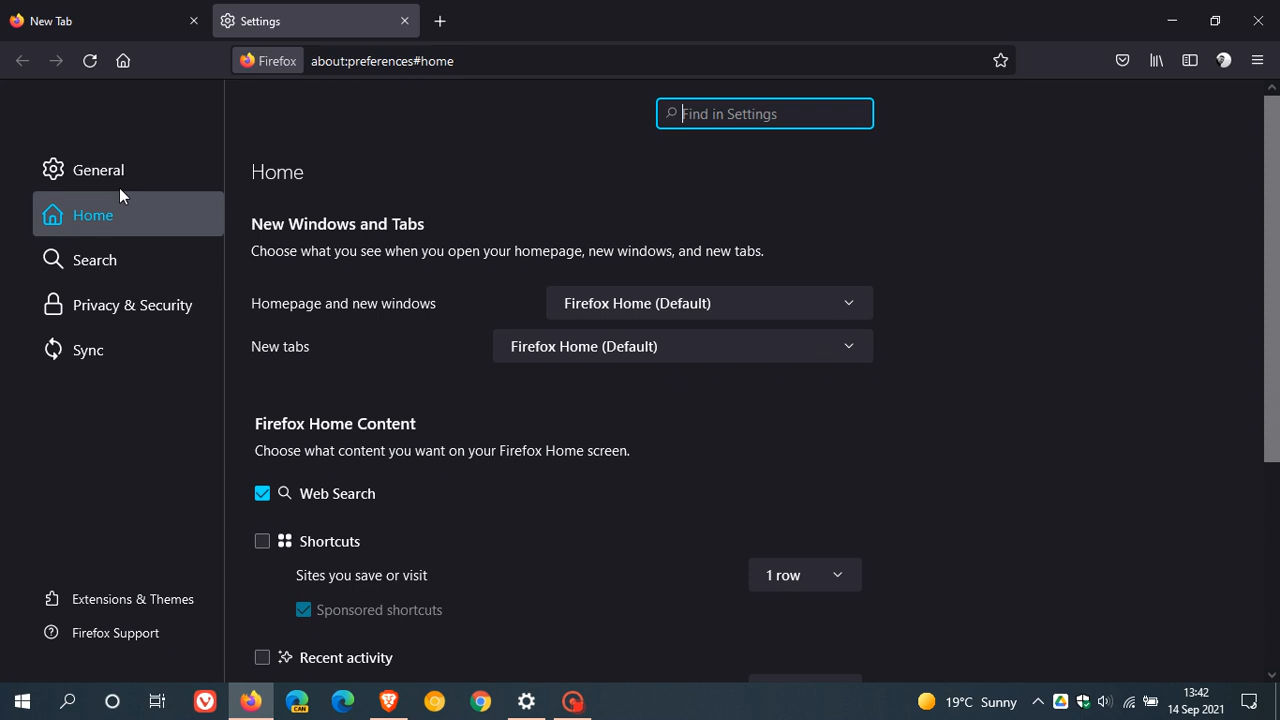 New Tab
Settings
Firefox
about:preferences#home
Find in Settings
General
Home
Search
Privacy & Security
Sync
Extensions & Themes
Firefox Support
Home
New Windows and Tabs
Choose what you see when you open your homepage, new windows, and new tabs.
Homepage and new windows
Firefox Home (Default)
New tabs
Firefox Home (Default)
Firefox Home Content
Choose what content you want on your Firefox Home screen.
Web Search
Shortcuts
Sites you save or visit
1 row
Sponsored shortcuts
Recent activity
CAN
19°C Sunny
13:42
14 Sep 2021